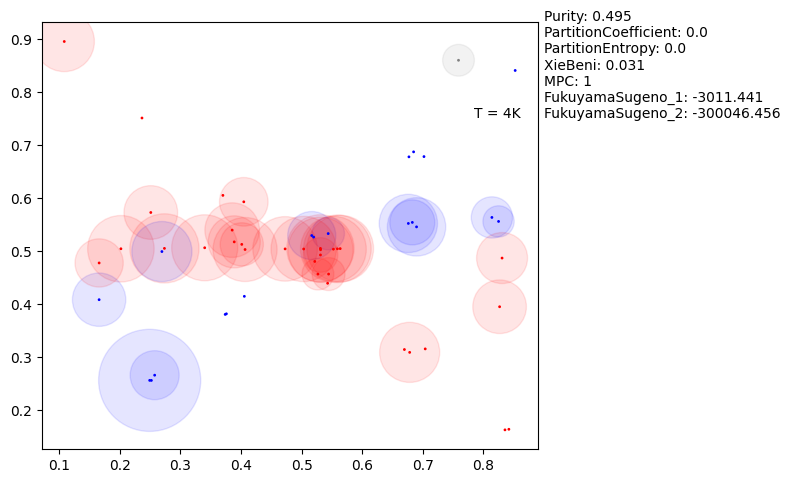 Purity: 0.495
PartitionCoefficient: 0.0
PartitionEntropy: 0.0
XieBeni: 0.031
MPC: 1
FukuyamaSugeno_1: -3011.441
FukuyamaSugeno_2: -300046.456
T = 4K
0.9
0.8
0.7
0.6
0.5
0.4
0.3
0.2
0.1 0.2 0.3 0.4 0.5 0.6 0.7 0.8